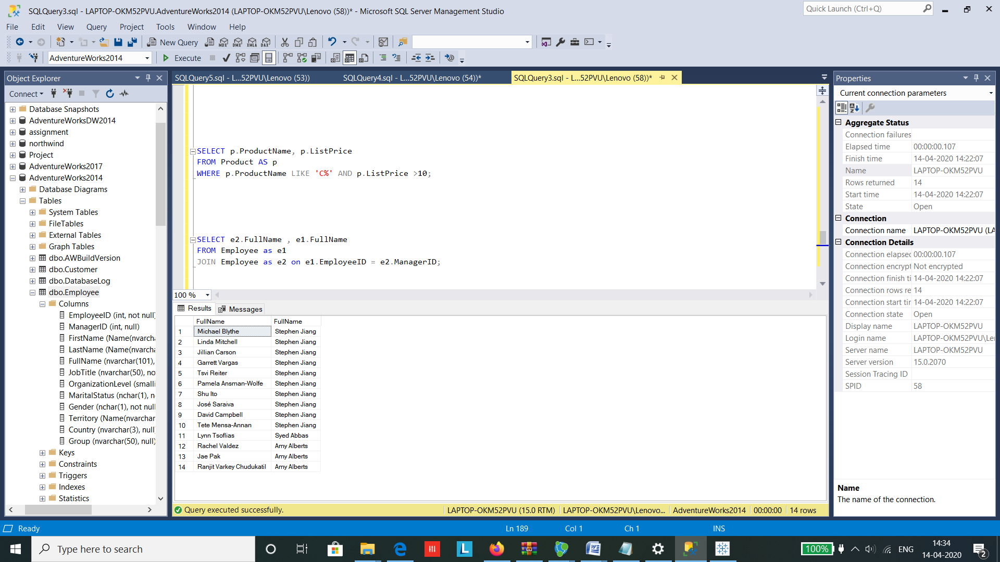 SQLQuery3.sql - LAPTOP-OKM52PVU.AdventureWorks2014 (LAPTOP-OKM52PVU\Lenovo (58))* - Microsoft SQL Server Management Studio
Quick Launch (Ctrl+Q)
File Edit View Query Project Tools Window Help
New Query MDX DMX XMLA DAX
AdventureWorks2014 Execute
Object Explorer
Connect
Database Snapshots
AdventureWorksDW2014
assignment
northwind
Project
AdventureWorks2017
AdventureWorks2014
Database Diagrams
Tables
System Tables
FileTables
External Tables
Graph Tables
dbo.AWBuildVersion
dbo.Customer
dbo.DatabaseLog
dbo.Employee
Columns
EmployeeID (int, not null)
ManagerID (int, null)
FirstName (Name(nvarcha
LastName (Name(nvarcha
FullName (nvarchar(101),
JobTitle (nvarchar(50), no
OrganizationLevel (smalli
MaritalStatus (nchar(1), n
Gender (nchar(1), not null
Territory (Name(nvarchar
Country (nvarchar(3), null
Group (nvarchar(50), null)
Keys
Constraints
Triggers
Indexes
Statistics
SQLQuery5.sql - L...52PVU\Lenovo (53)) SQLQuery4.sql - L...52PVU\Lenovo (54))* SQLQuery3.sql - L...52PVU\Lenovo (58))*
SELECT p.ProductName, p.ListPrice
FROM Product AS p
WHERE p.ProductName LIKE 'C%' AND p.ListPrice >10;
SELECT e2.FullName , e1.FullName
FROM Employee as e1
JOIN Employee as e2 on e1.EmployeeID = e2.ManagerID;
100 %
Results Messages
FullName FullName
1 Michael Blythe Stephen Jiang
2 Linda Mitchell Stephen Jiang
3 Jillian Carson Stephen Jiang
4 Garrett Vargas Stephen Jiang
5 Tsvi Reiter Stephen Jiang
6 Pamela Ansman-Wolfe Stephen Jiang
7 Shu Ito Stephen Jiang
8 José Saraiva Stephen Jiang
9 David Campbell Stephen Jiang
10 Tete Mensa-Annan Stephen Jiang
11 Lynn Tsoflias Syed Abbas
12 Rachel Valdez Amy Alberts
13 Jae Pak Amy Alberts
14 Ranjit Varkey Chudukatil Amy Alberts
Query executed successfully. LAPTOP-OKM52PVU (15.0 RTM) LAPTOP-OKM52PVU\Lenovo... AdventureWorks2014 00:00:00 14 rows
Properties
Current connection parameters
Aggregate Status
Connection failures
Elapsed time 00:00:00.107
Finish time 14-04-2020 14:22:07
Name LAPTOP-OKM52PVU
Rows returned 14
Start time 14-04-2020 14:22:07
State Open
Connection
Connection name LAPTOP-OKM52PVU (LA
Connection Details
Connection elapsec 00:00:00.107
Connection encrypt Not encrypted
Connection finish ti 14-04-2020 14:22:07
Connection rows re 14
Connection start tir 14-04-2020 14:22:07
Connection state Open
Display name LAPTOP-OKM52PVU
Login name LAPTOP-OKM52PVU\Le
Server name LAPTOP-OKM52PVU
Server version 15.0.2070
Session Tracing ID
SPID 58
Name
The name of the connection.
Ready Ln 189 Col 1 Ch 1 INS
Type here to search
100% ENG 14:34
14-04-2020 2